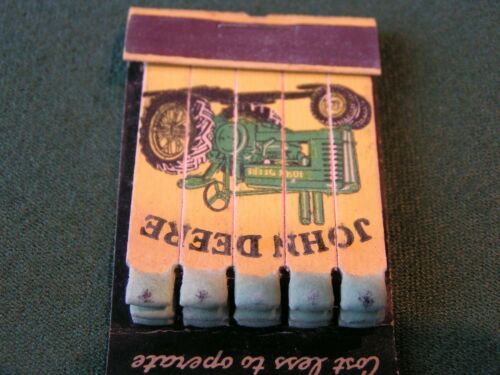 JOHN DEERE
JOHN DEERE
Cost less to operate